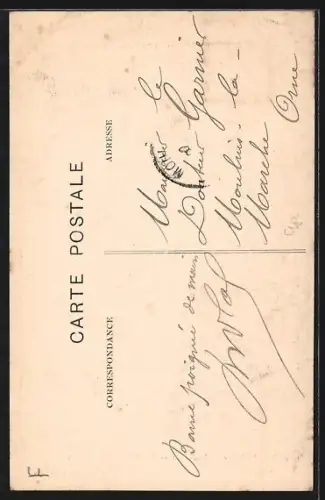 CARTE POSTALE
CORRESPONDANCE
ADRESSE
Bonne poignée de main
Monsieur le
Docteur Garnier
Moulins-la-
Marche Orne
F